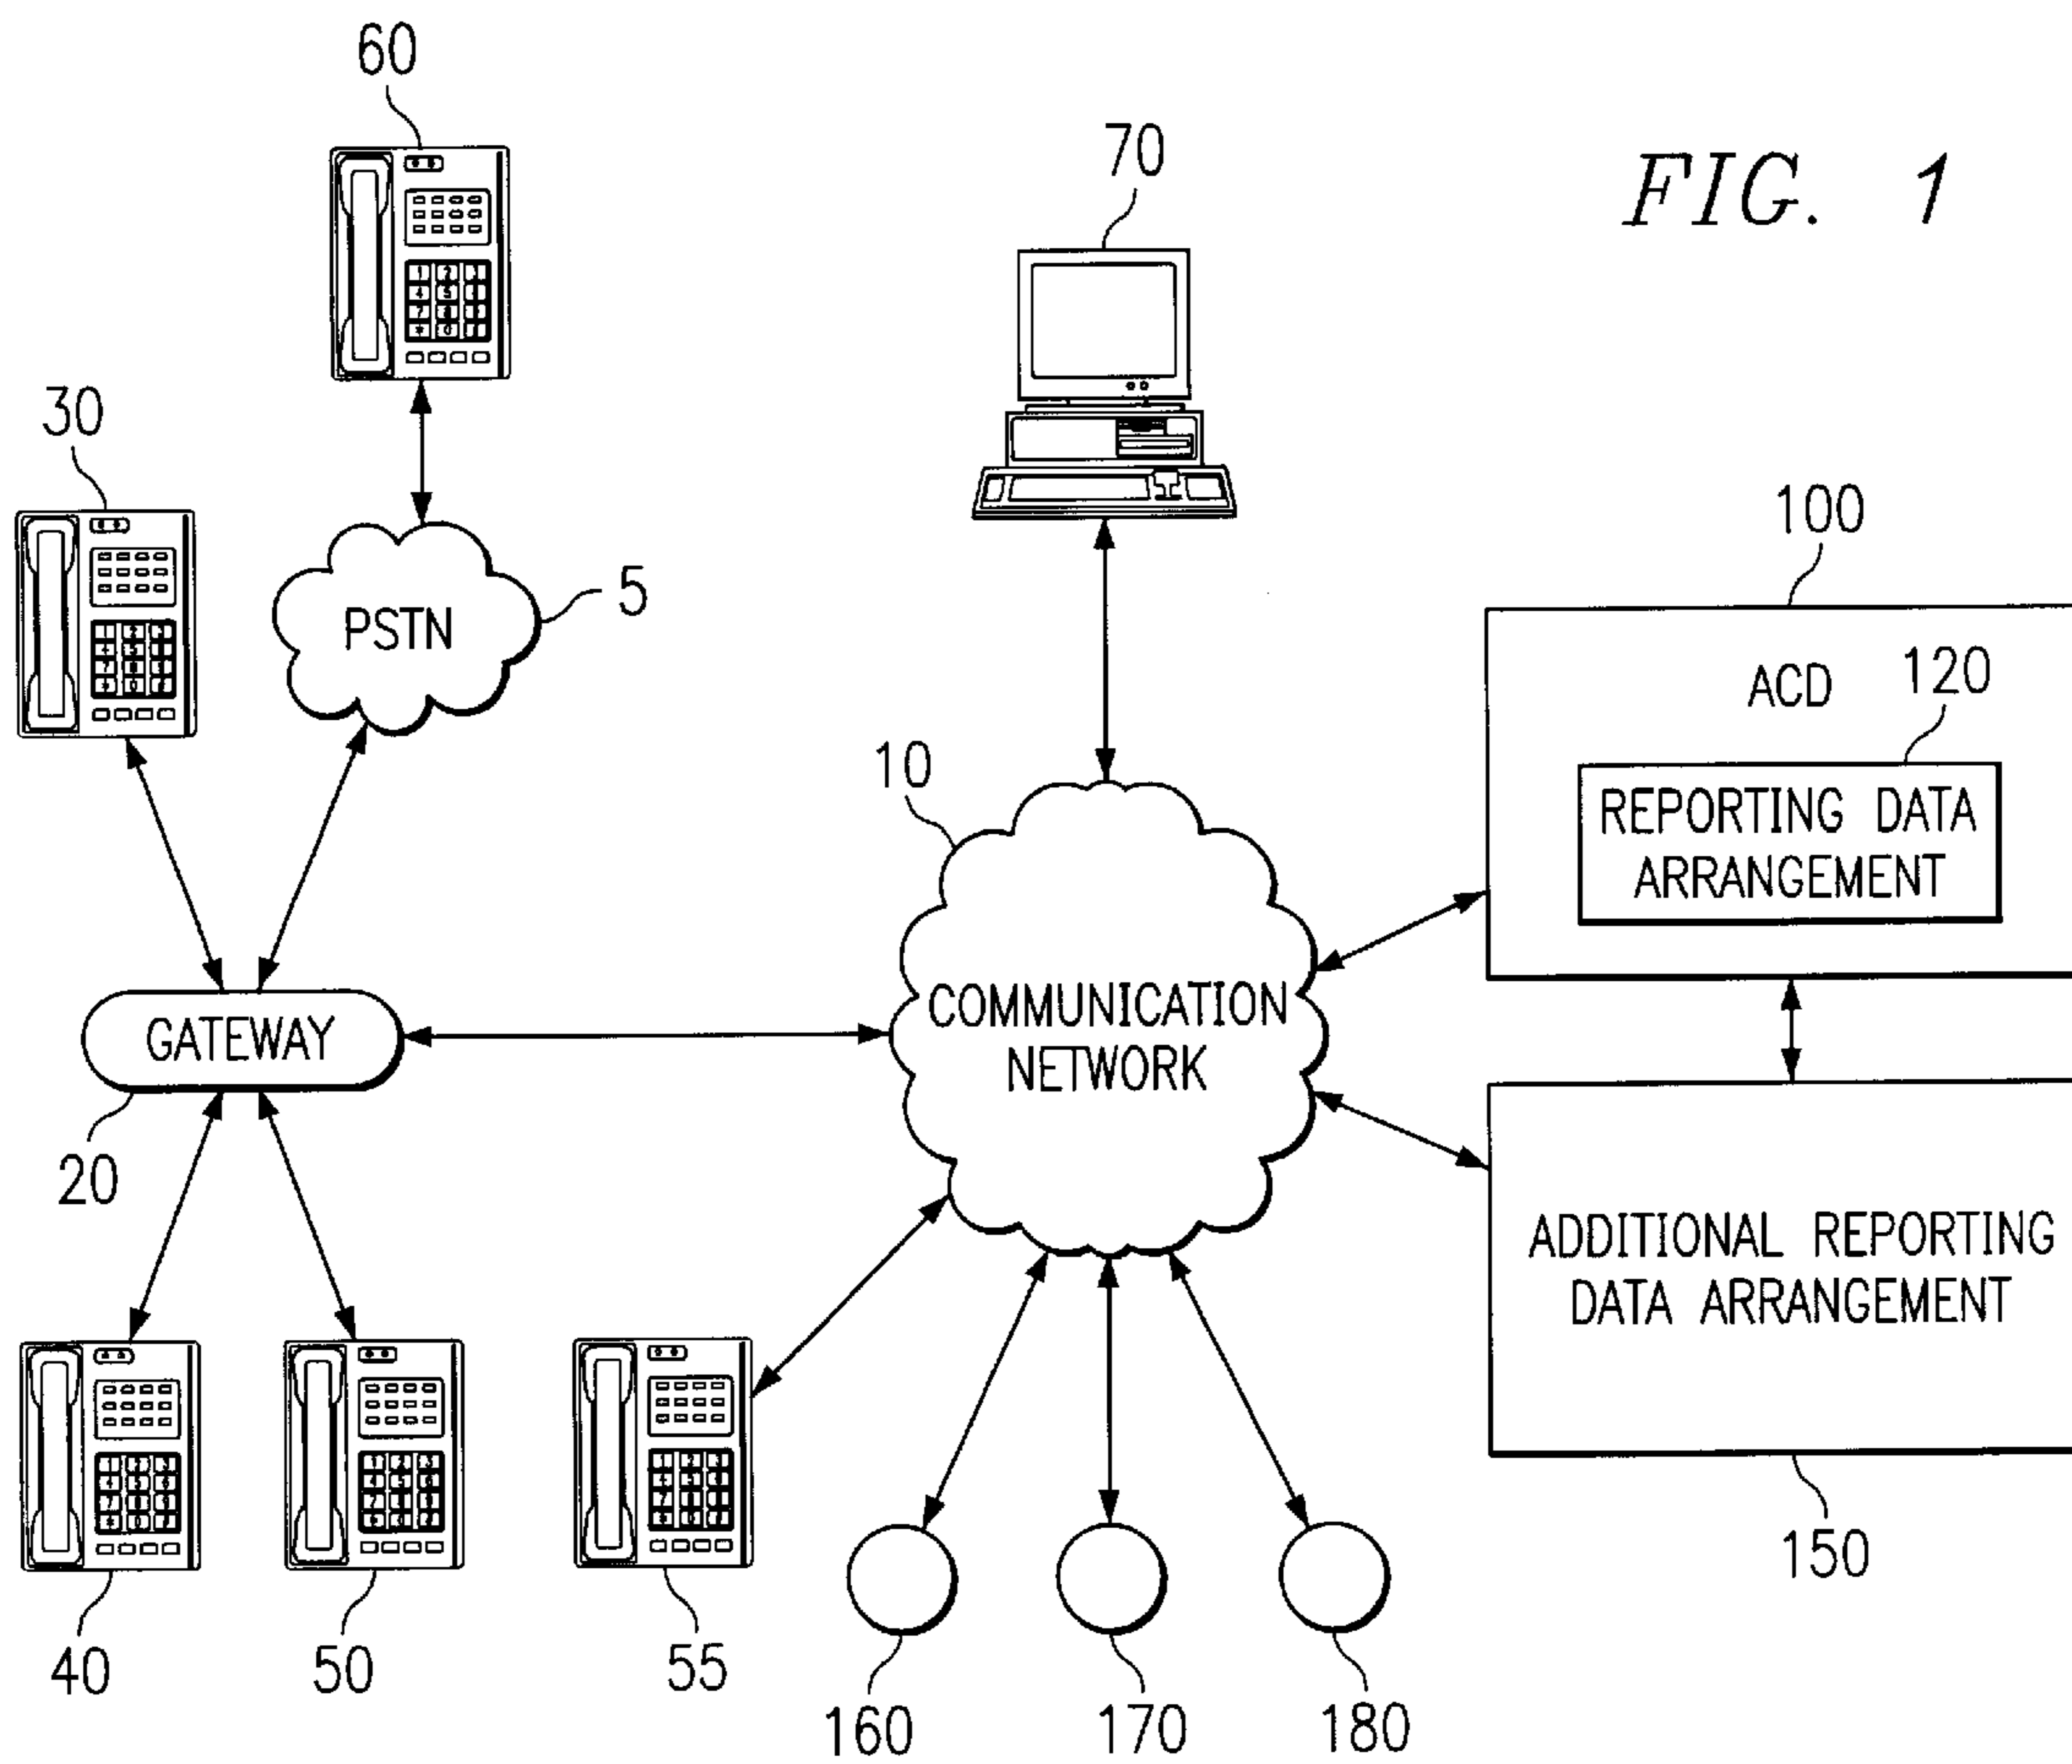 60
70
FIG. 1
30
100
5
PSTN
ACD
120
10
REPORTING DATA
ARRANGEMENT
COMMUNICATION
NETWORK
GATEWAY
20
ADDITIONAL REPORTING
DATA ARRANGEMENT
150
40
50
55
160
170
180